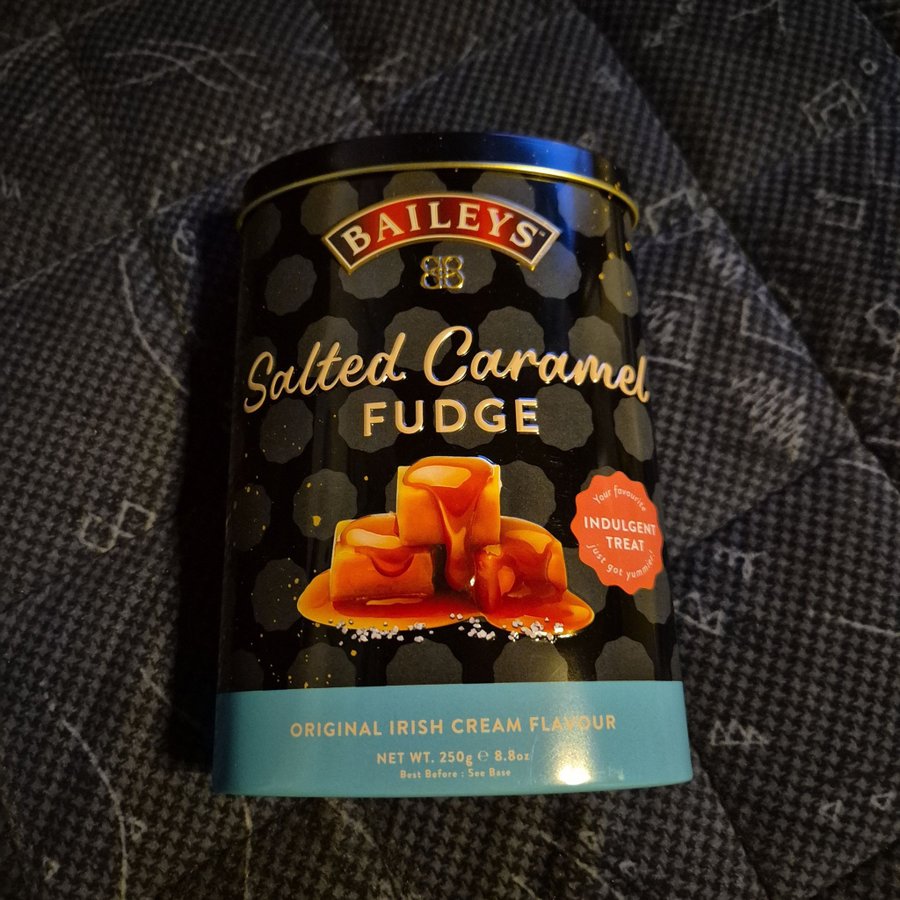 BAILEYS™
Salted Caramel
FUDGE
Your favourite
INDULGENT
TREAT
just got yummier!
ORIGINAL IRISH CREAM FLAVOUR
NET WT. 250g ℮ 8.8oz
Best Before : See Base